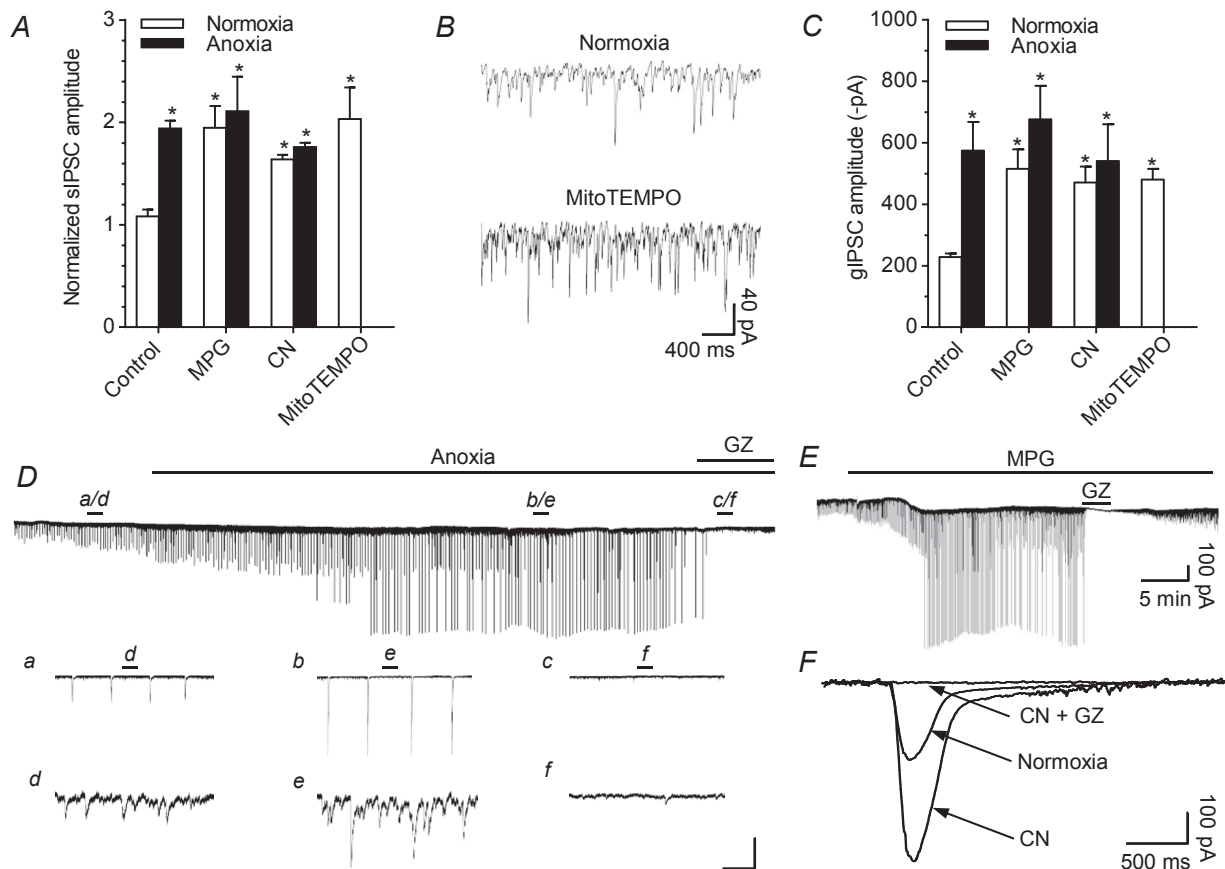 A
Normalized sIPSC amplitude
3
2
1
0
Normoxia
Anoxia
*
*
*
*
*
*
Control
MPG
CN
MitoTEMPO
B
Normoxia
MitoTEMPO
40 pA
400 ms
C
gIPSC amplitude (-pA)
1000
800
600
400
200
0
Normoxia
Anoxia
*
*
*
*
*
*
Control
MPG
CN
MitoTEMPO
D
Anoxia
GZ
a/d
b/e
c/f
a
d
b
e
c
f
d
e
f
E
MPG
GZ
100 pA
5 min
F
CN + GZ
Normoxia
CN
100 pA
500 ms